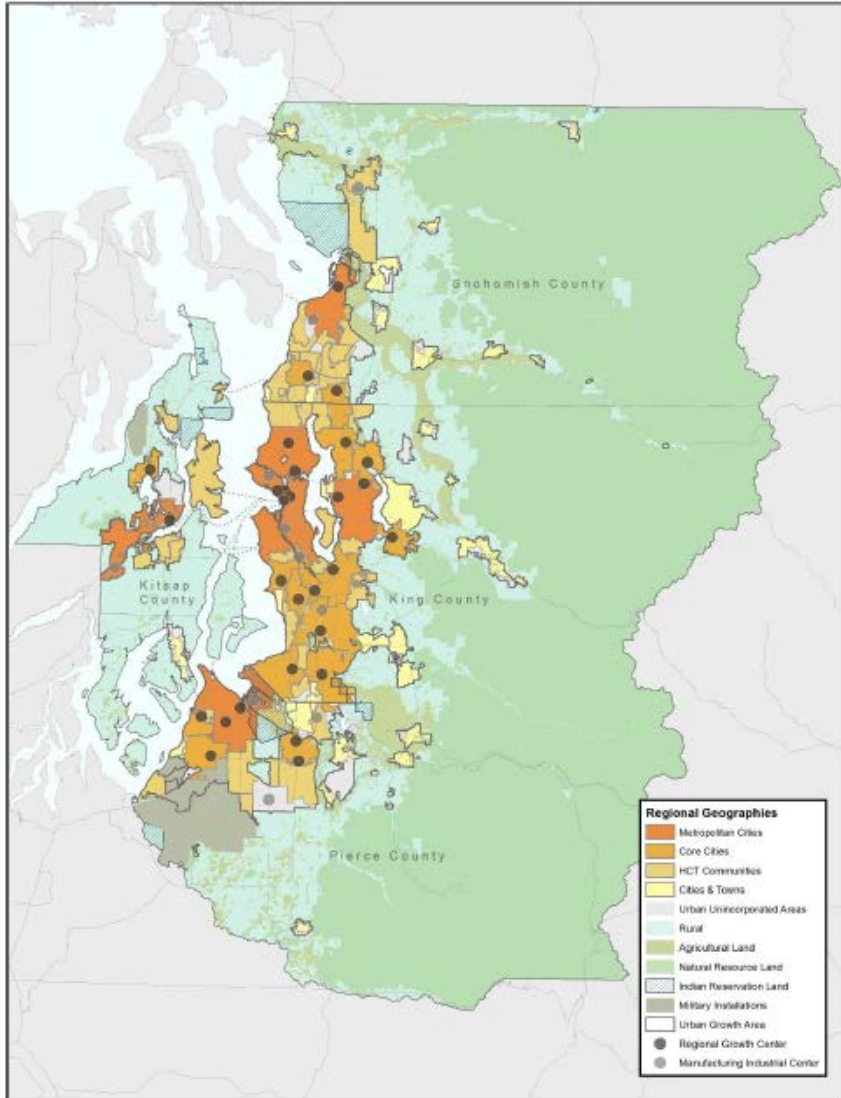 Snohomish County
Kitsap
County
King County
Pierce County
Regional Geographies
Metropolitan Cities
Core Cities
HCT Communities
Cities & Towns
Urban Unincorporated Areas
Rural
Agricultural Land
Natural Resource Land
Indian Reservation Land
Military Installations
Urban Growth Area
Regional Growth Center
Manufacturing Industrial Center